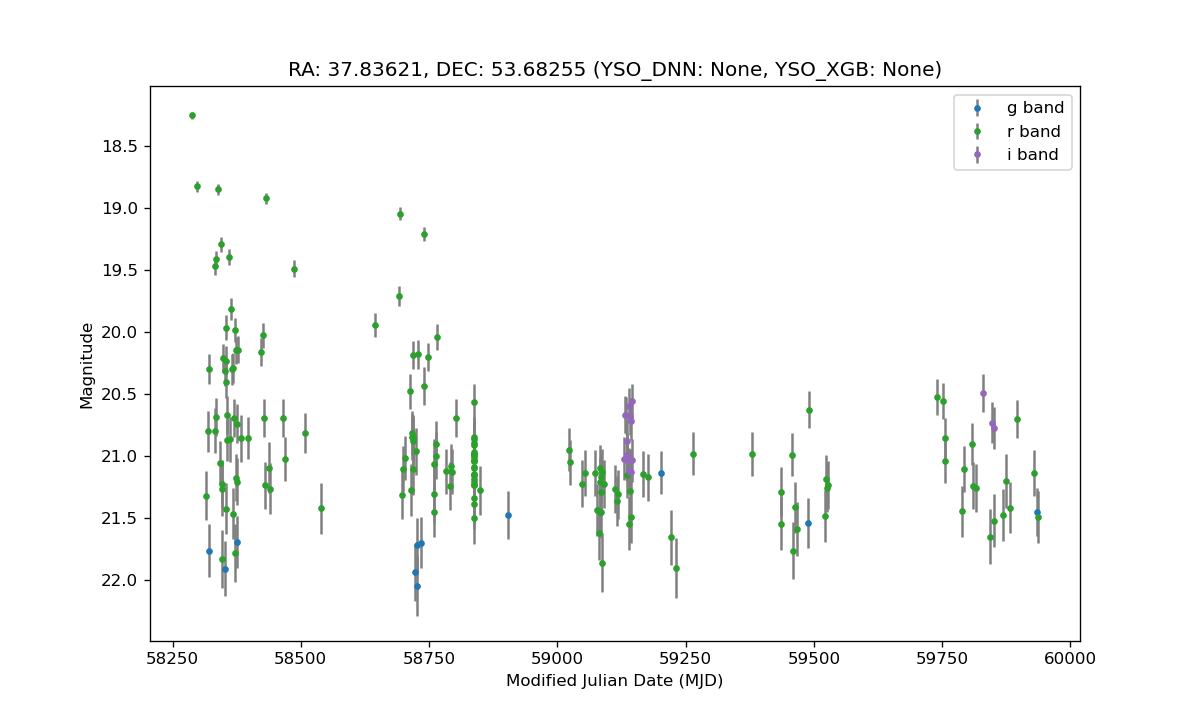 RA: 37.83621, DEC: 53.68255 (YSO_DNN: None, YSO_XGB: None)
g band
r band
i band
18.5
19.0
19.5
20.0
20.5
21.0
21.5
22.0
Magnitude
58250 58500 58750 59000 59250 59500 59750 60000
Modified Julian Date (MJD)